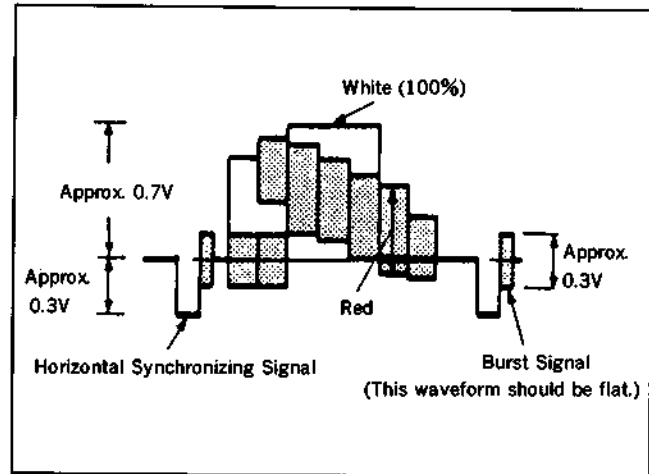 White (100%)
Approx. 0.7V
Approx.
0.3V
Approx.
0.3V
Red
Horizontal Synchronizing Signal
Burst Signal
(This waveform should be flat.)